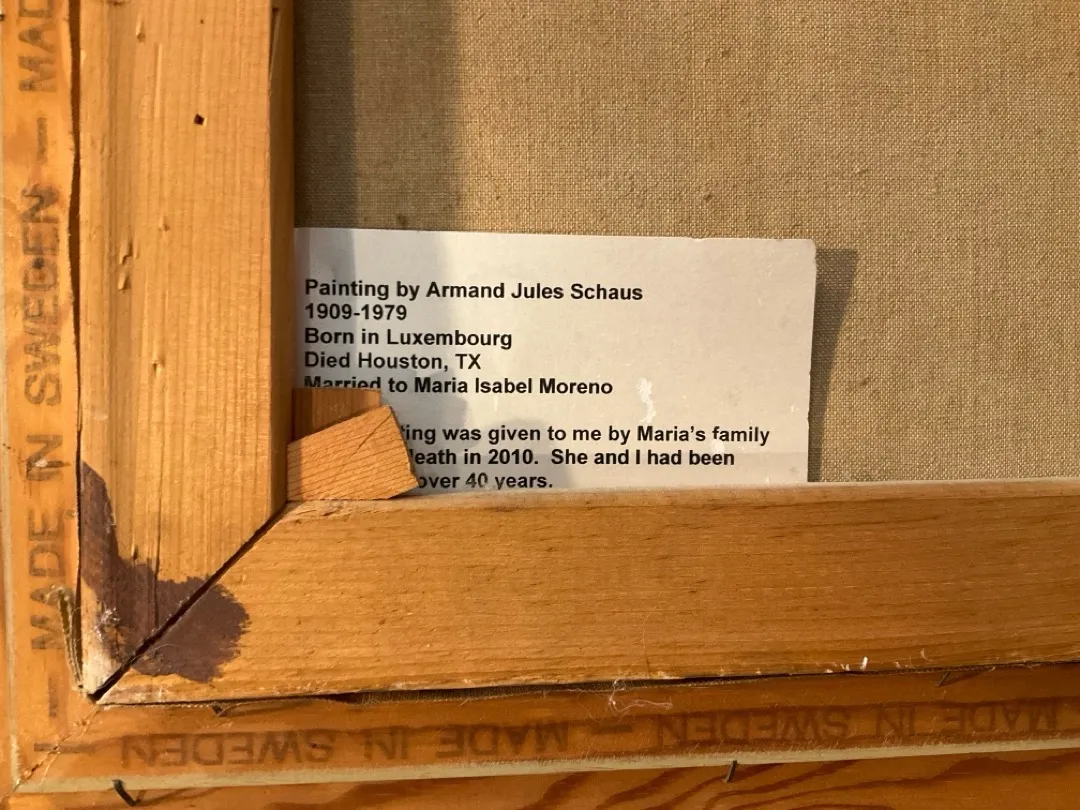 Painting by Armand Jules Schaus
1909-1979
Born in Luxembourg
Died Houston, TX
Married to Maria Isabel Moreno
was given to me by Maria's family
in 2010. She and I had been
over 40 years.
MADE IN SWEDEN — MAD
MADE IN SWEDEN — MADE IN SWEDEN